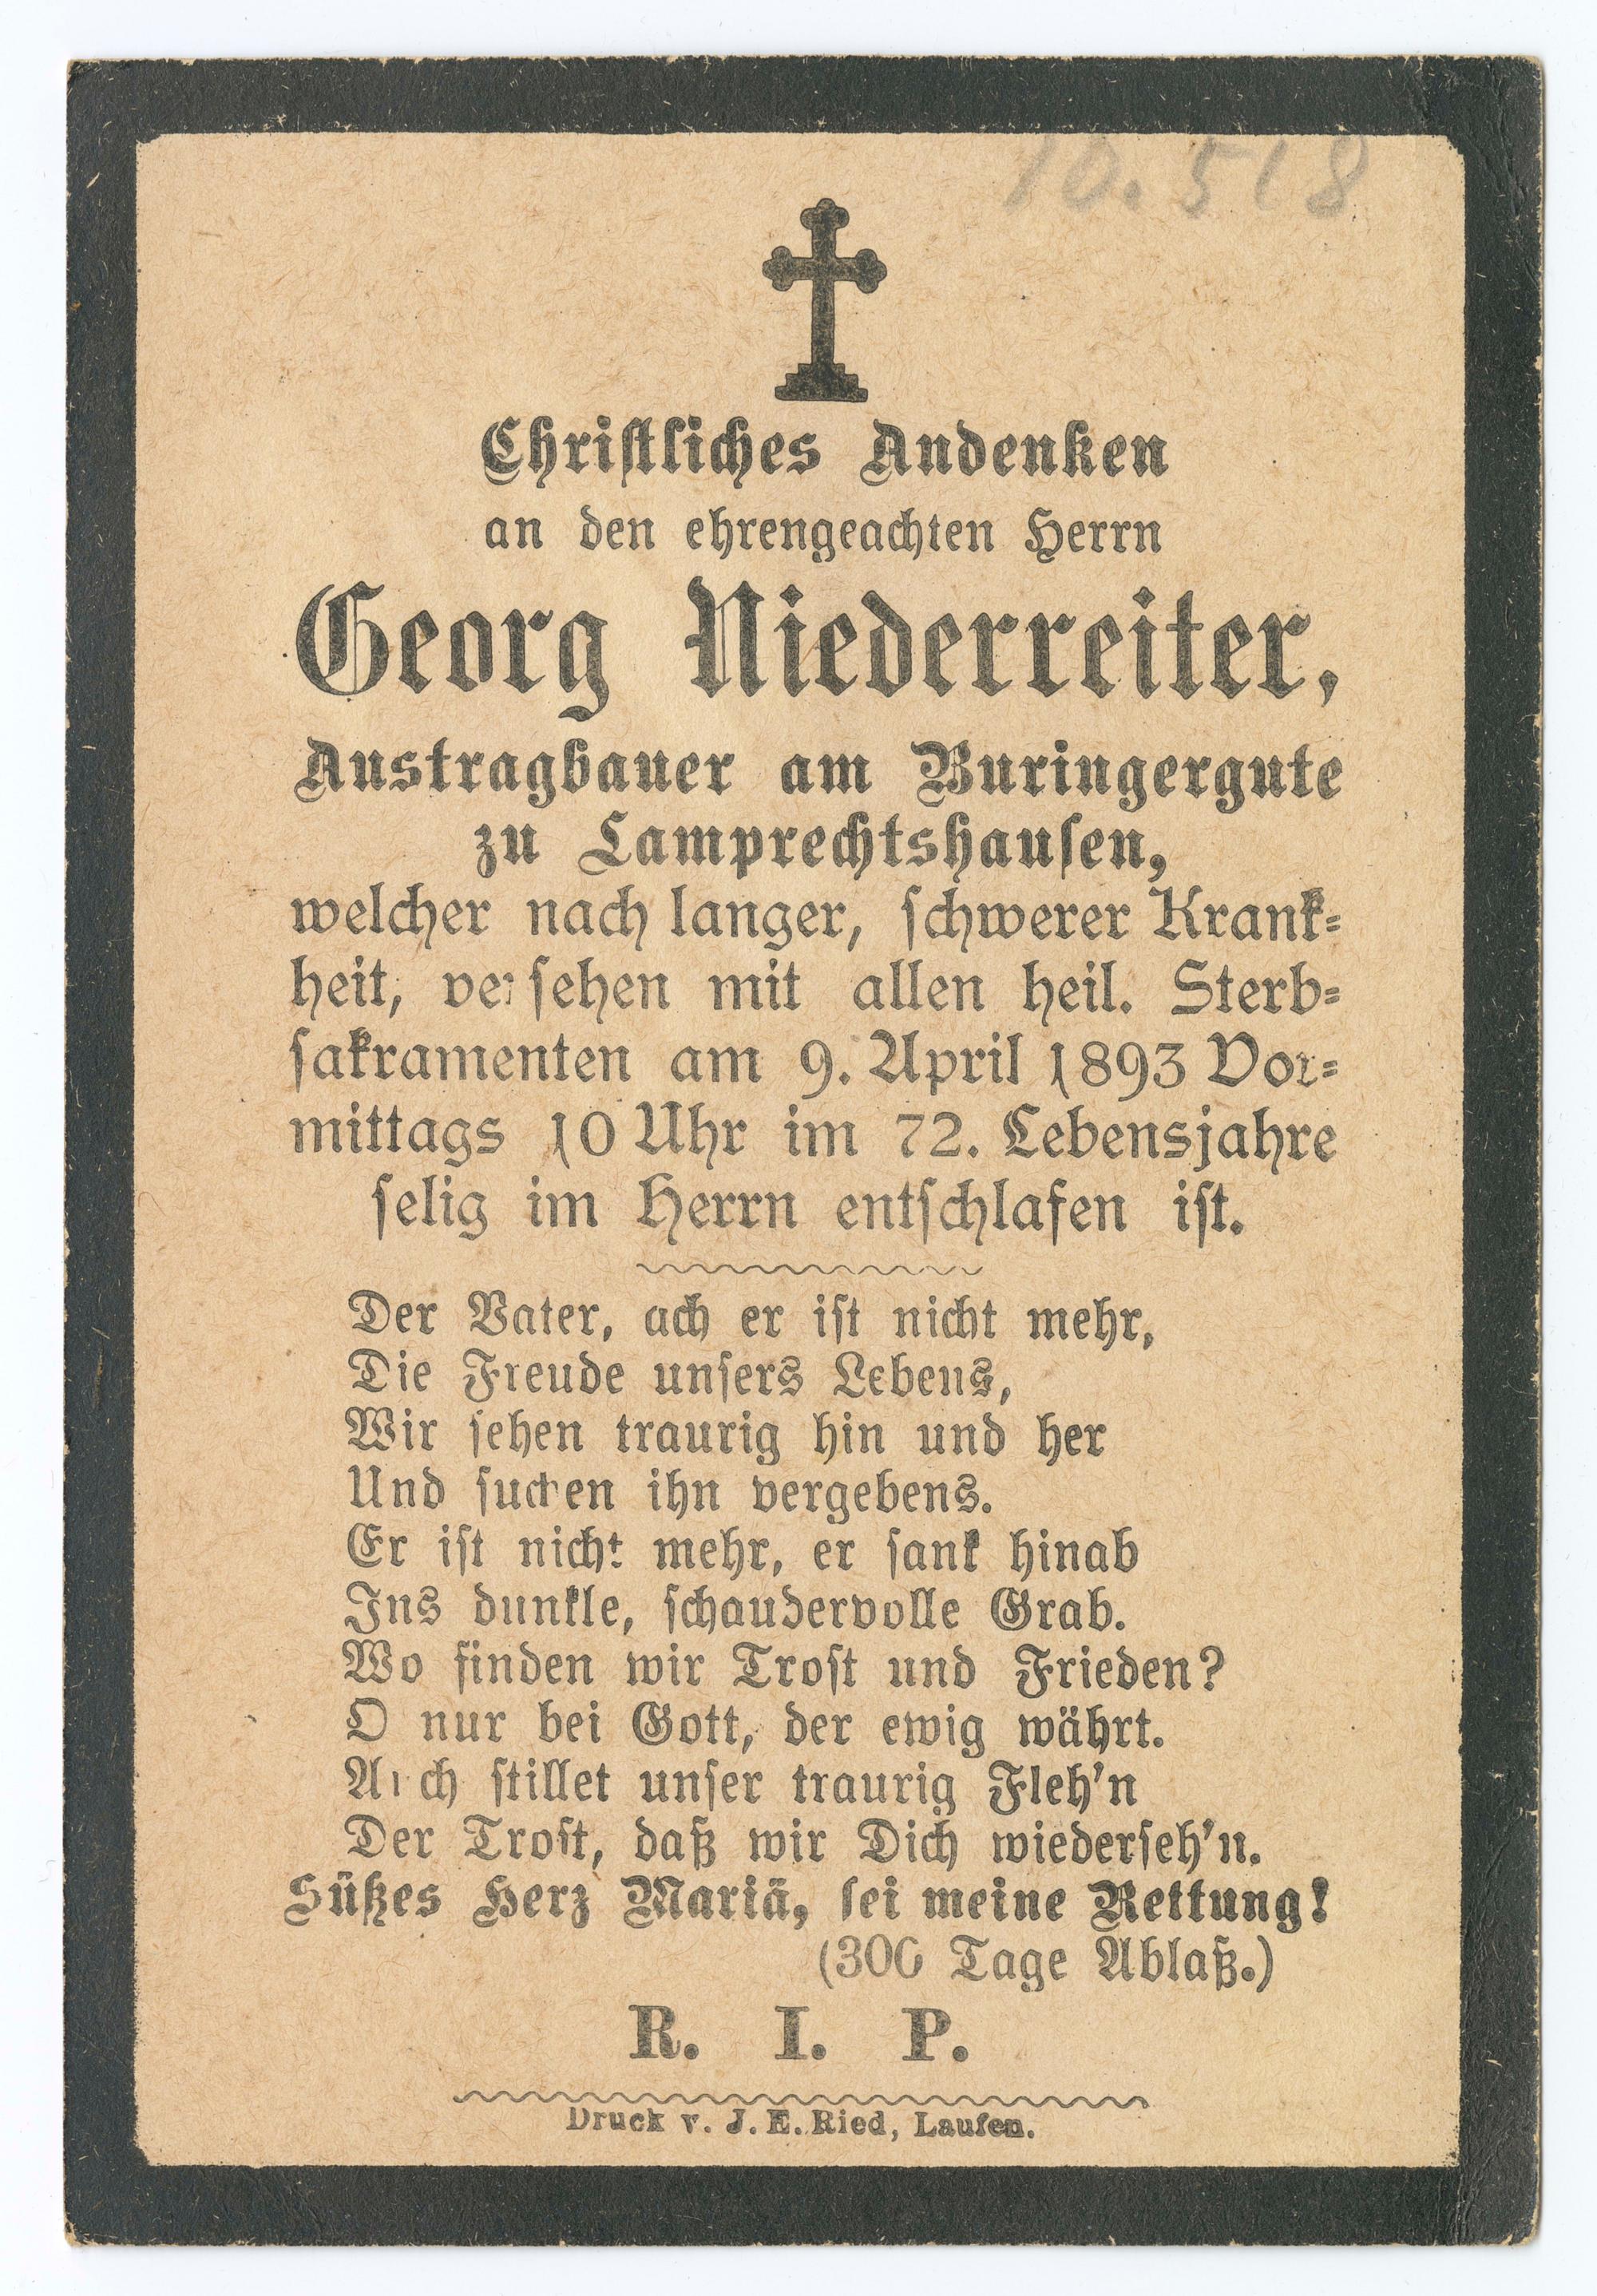 10.518
Christliches Andenken
an den ehrengeachten Herrn
Georg Niederreiter,
Austragbauer am Buringergute
zu Lamprechtshausen,
welcher nach langer, schwerer Krank-
heit, versehen mit allen heil. Sterb-
sakramenten am 9. April 1893 Vor-
mittags 10 Uhr im 72. Lebensjahre
selig im Herrn entschlafen ist.
Der Vater, ach er ist nicht mehr,
Die Freude unsers Lebens,
Wir sehen traurig hin und her
Und suchen ihn vergebens.
Er ist nicht mehr, er sank hinab
Ins dunkle, schaudervolle Grab.
Wo finden wir Trost und Frieden?
O nur bei Gott, der ewig währt.
Auch stillet unser traurig Fleh'n
Der Trost, daß wir Dich wiederseh'n.
Süßes Herz Mariä, sei meine Rettung!
(300 Tage Ablaß.)
R. I. P.
Druck v. J. E. Ried, Laufen.